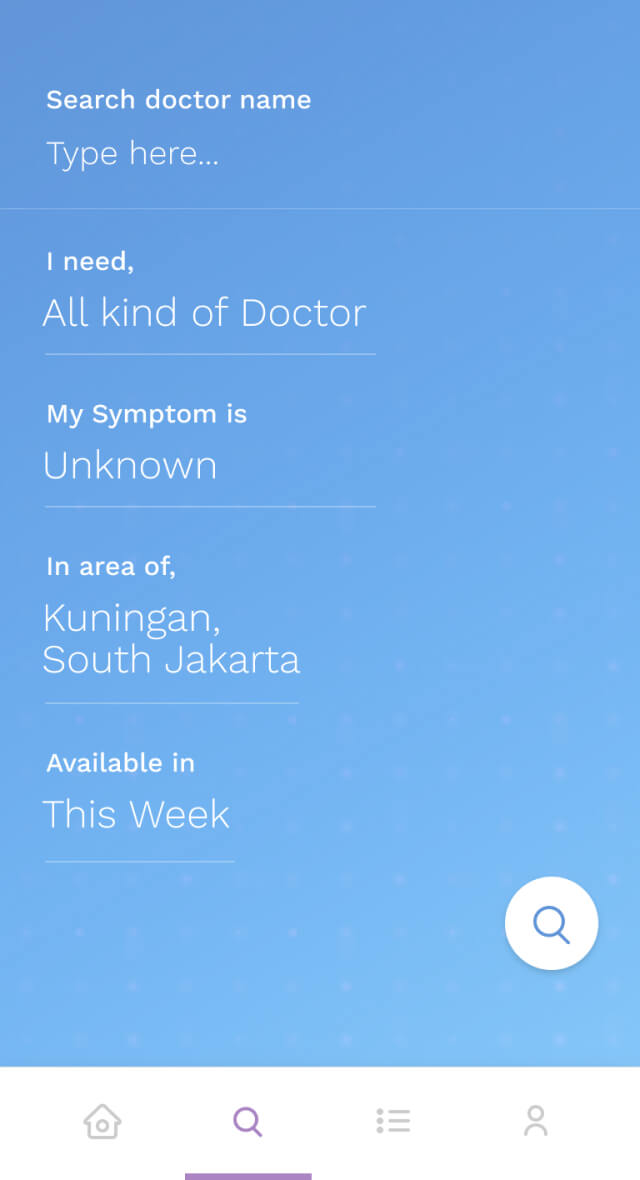 Search doctor name
Type here...
I need,
All kind of Doctor
My Symptom is
Unknown
In area of,
Kuningan,
South Jakarta
Available in
This Week